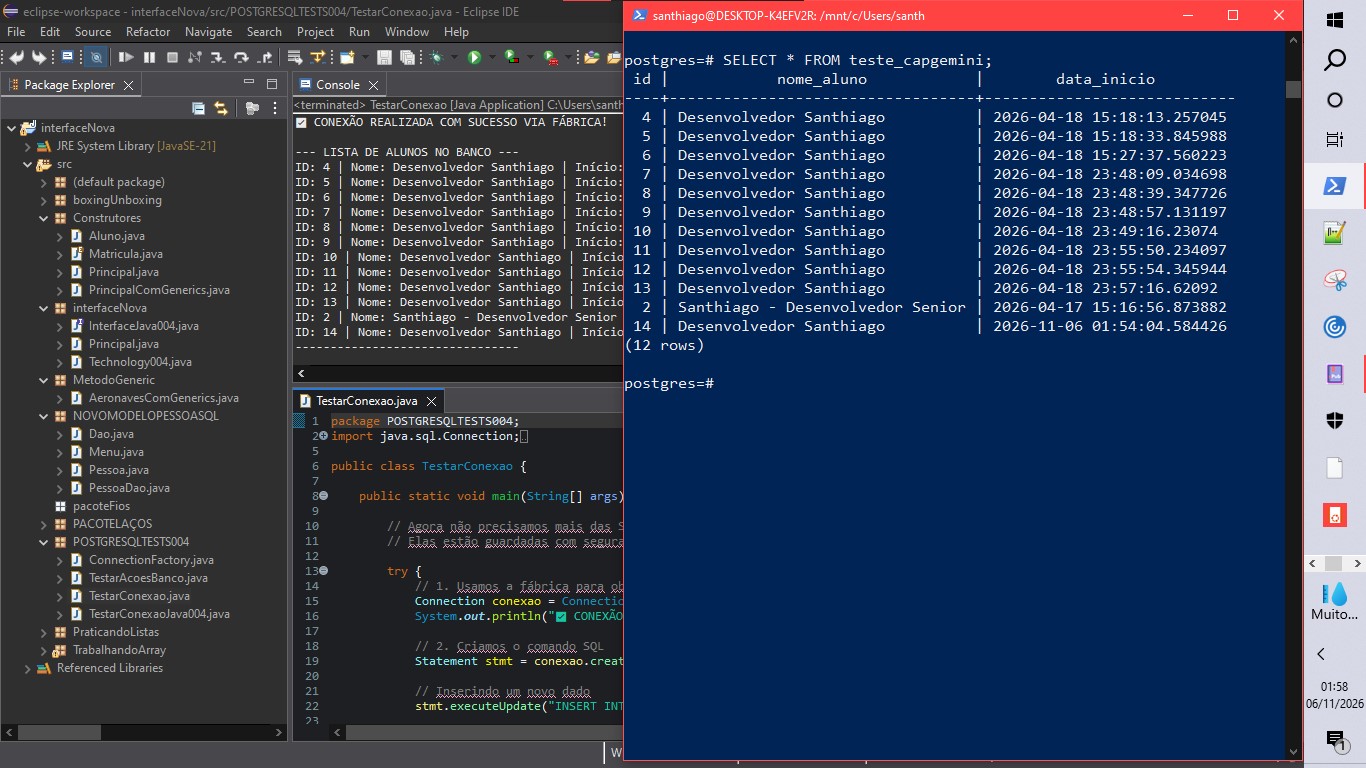 eclipse-workspace - interfaceNova/src/POSTGRESQLTESTS004/TestarConexao.java - Eclipse IDE
File Edit Source Refactor Navigate Search Project Run Window Help
Package Explorer
interfaceNova
JRE System Library [JavaSE-21]
src
(default package)
boxingUnboxing
Construtores
Aluno.java
Matricula.java
Principal.java
PrincipalComGenerics.java
interfaceNova
InterfaceJava004.java
Principal.java
Technology004.java
MetodoGeneric
AeronavesComGenerics.java
NOVOMODELOPESSOASQL
Dao.java
Menu.java
Pessoa.java
PessoaDao.java
pacoteFios
PACOTELAÇOS
POSTGRESQLTESTS004
ConnectionFactory.java
TestarAcoesBanco.java
TestarConexao.java
TestarConexaoJava004.java
PraticandoListas
TrabalhandoArray
Referenced Libraries
Console
<terminated> TestarConexao [Java Application] C:\Users\santh
✅ CONEXÃO REALIZADA COM SUCESSO VIA FÁBRICA!
--- LISTA DE ALUNOS NO BANCO ---
ID: 4 | Nome: Desenvolvedor Santhiago | Início:
ID: 5 | Nome: Desenvolvedor Santhiago | Início:
ID: 6 | Nome: Desenvolvedor Santhiago | Início:
ID: 7 | Nome: Desenvolvedor Santhiago | Início:
ID: 8 | Nome: Desenvolvedor Santhiago | Início:
ID: 9 | Nome: Desenvolvedor Santhiago | Início:
ID: 10 | Nome: Desenvolvedor Santhiago | Início
ID: 11 | Nome: Desenvolvedor Santhiago | Início
ID: 12 | Nome: Desenvolvedor Santhiago | Início
ID: 13 | Nome: Desenvolvedor Santhiago | Início
ID: 2 | Nome: Santhiago - Desenvolvedor Senior
ID: 14 | Nome: Desenvolvedor Santhiago | Início
--------------------------------
TestarConexao.java
1 package POSTGRESQLTESTS004;
2 import java.sql.Connection;
5
6 public class TestarConexao {
7
8 public static void main(String[] args)
9
10 // Agora não precisamos mais das S
11 // Elas estão guardadas com segura
12
13 try {
14 // 1. Usamos a fábrica para ob
15 Connection conexao = Connectio
16 System.out.println("✅ CONEXÃO
17
18 // 2. Criamos o comando SQL
19 Statement stmt = conexao.creat
20
21 // Inserindo um novo dado
22 stmt.executeUpdate("INSERT INT
23
santhiago@DESKTOP-K4EFV2R: /mnt/c/Users/santh
postgres=# SELECT * FROM teste_capgemini;
id | nome_aluno | data_inicio
----+----------------------------------+----------------------------
4 | Desenvolvedor Santhiago | 2026-04-18 15:18:13.257045
5 | Desenvolvedor Santhiago | 2026-04-18 15:18:33.845988
6 | Desenvolvedor Santhiago | 2026-04-18 15:27:37.560223
7 | Desenvolvedor Santhiago | 2026-04-18 23:48:09.034698
8 | Desenvolvedor Santhiago | 2026-04-18 23:48:39.347726
9 | Desenvolvedor Santhiago | 2026-04-18 23:48:57.131197
10 | Desenvolvedor Santhiago | 2026-04-18 23:49:16.23074
11 | Desenvolvedor Santhiago | 2026-04-18 23:55:50.234097
12 | Desenvolvedor Santhiago | 2026-04-18 23:55:54.345944
13 | Desenvolvedor Santhiago | 2026-04-18 23:57:16.62092
2 | Santhiago - Desenvolvedor Senior | 2026-04-17 15:16:56.873882
14 | Desenvolvedor Santhiago | 2026-11-06 01:54:04.584426
(12 rows)
postgres=#
W
Muito...
01:58
06/11/2026
1